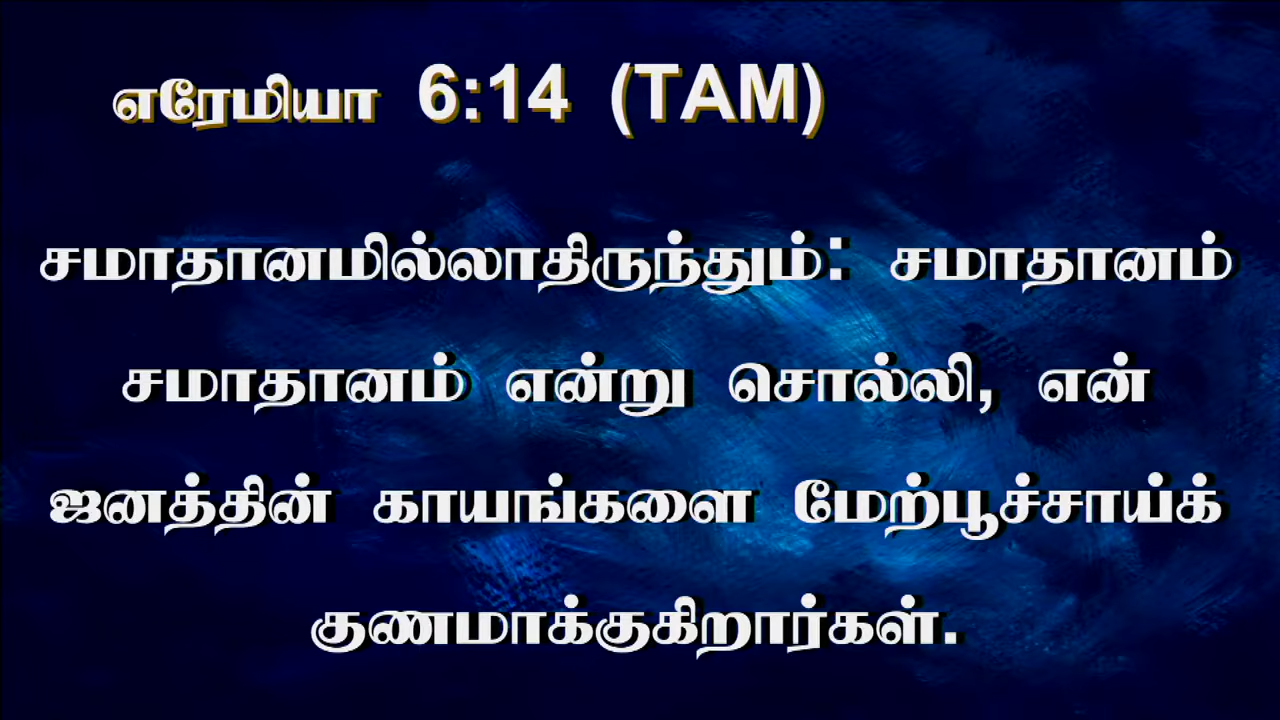 எரேமியா 6:14 (TAM)
சமாதானமில்லாதிருந்தும்: சமாதானம்
சமாதானம் என்று சொல்லி, என்
ஜனத்தின் காயங்களை மேற்பூச்சாய்க்
குணமாக்குகிறார்கள்.